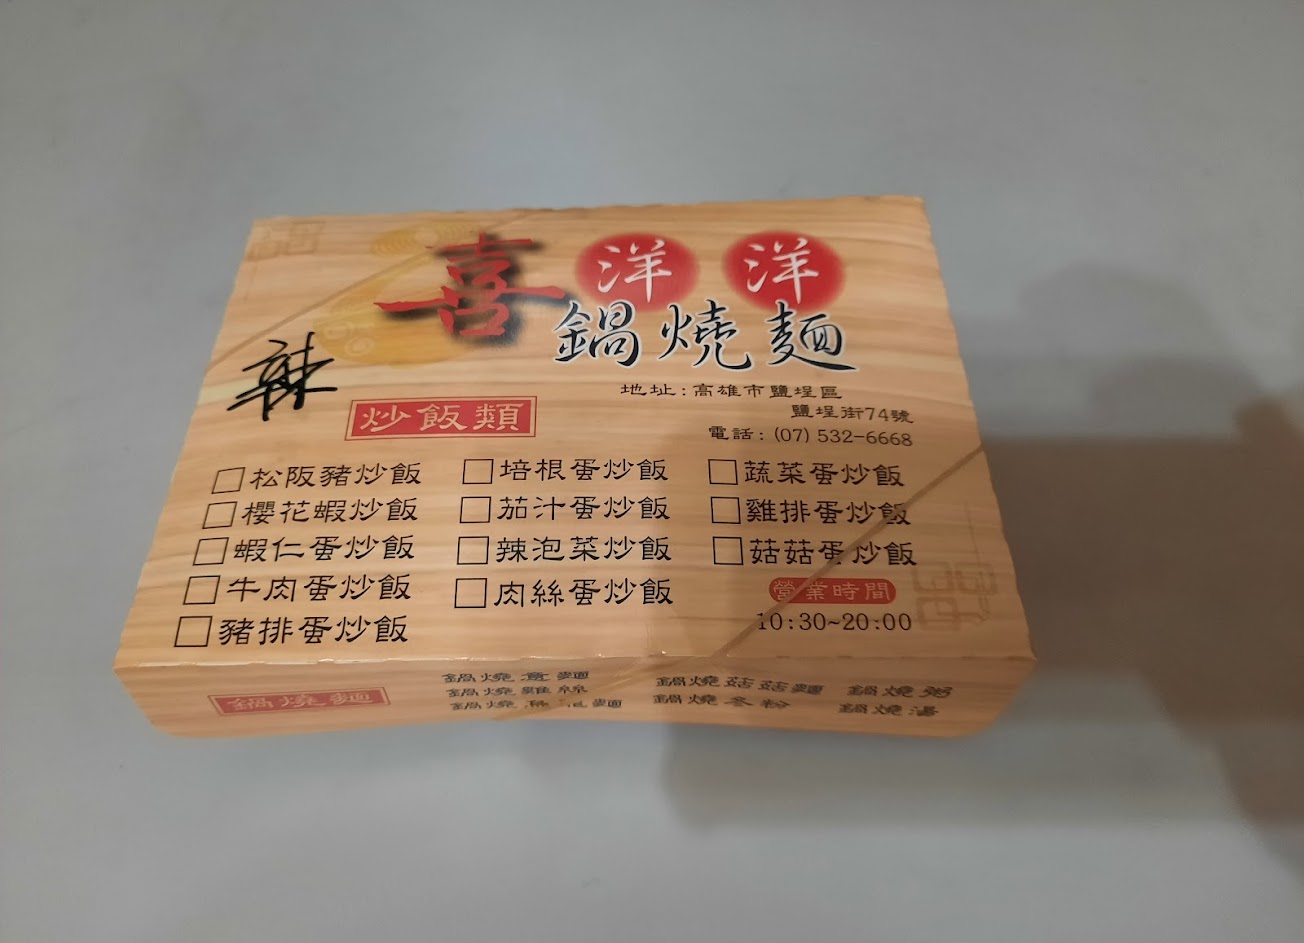 喜洋洋
鍋燒麵
地址:高雄市鹽埕區
鹽埕街74號
電話:(07) 532-6668
辣
炒飯類
□松阪豬炒飯 □培根蛋炒飯 □蔬菜蛋炒飯
□櫻花蝦炒飯 □茄汁蛋炒飯 □雞排蛋炒飯
□蝦仁蛋炒飯 □辣泡菜炒飯 □菇菇蛋炒飯
□牛肉蛋炒飯 □肉絲蛋炒飯
□豬排蛋炒飯
營業時間
10:30~20:00
鍋燒麵
鍋燒意麵 鍋燒菇菇麵 鍋燒粥
鍋燒雞絲 鍋燒冬粉 鍋燒湯
鍋燒 麵